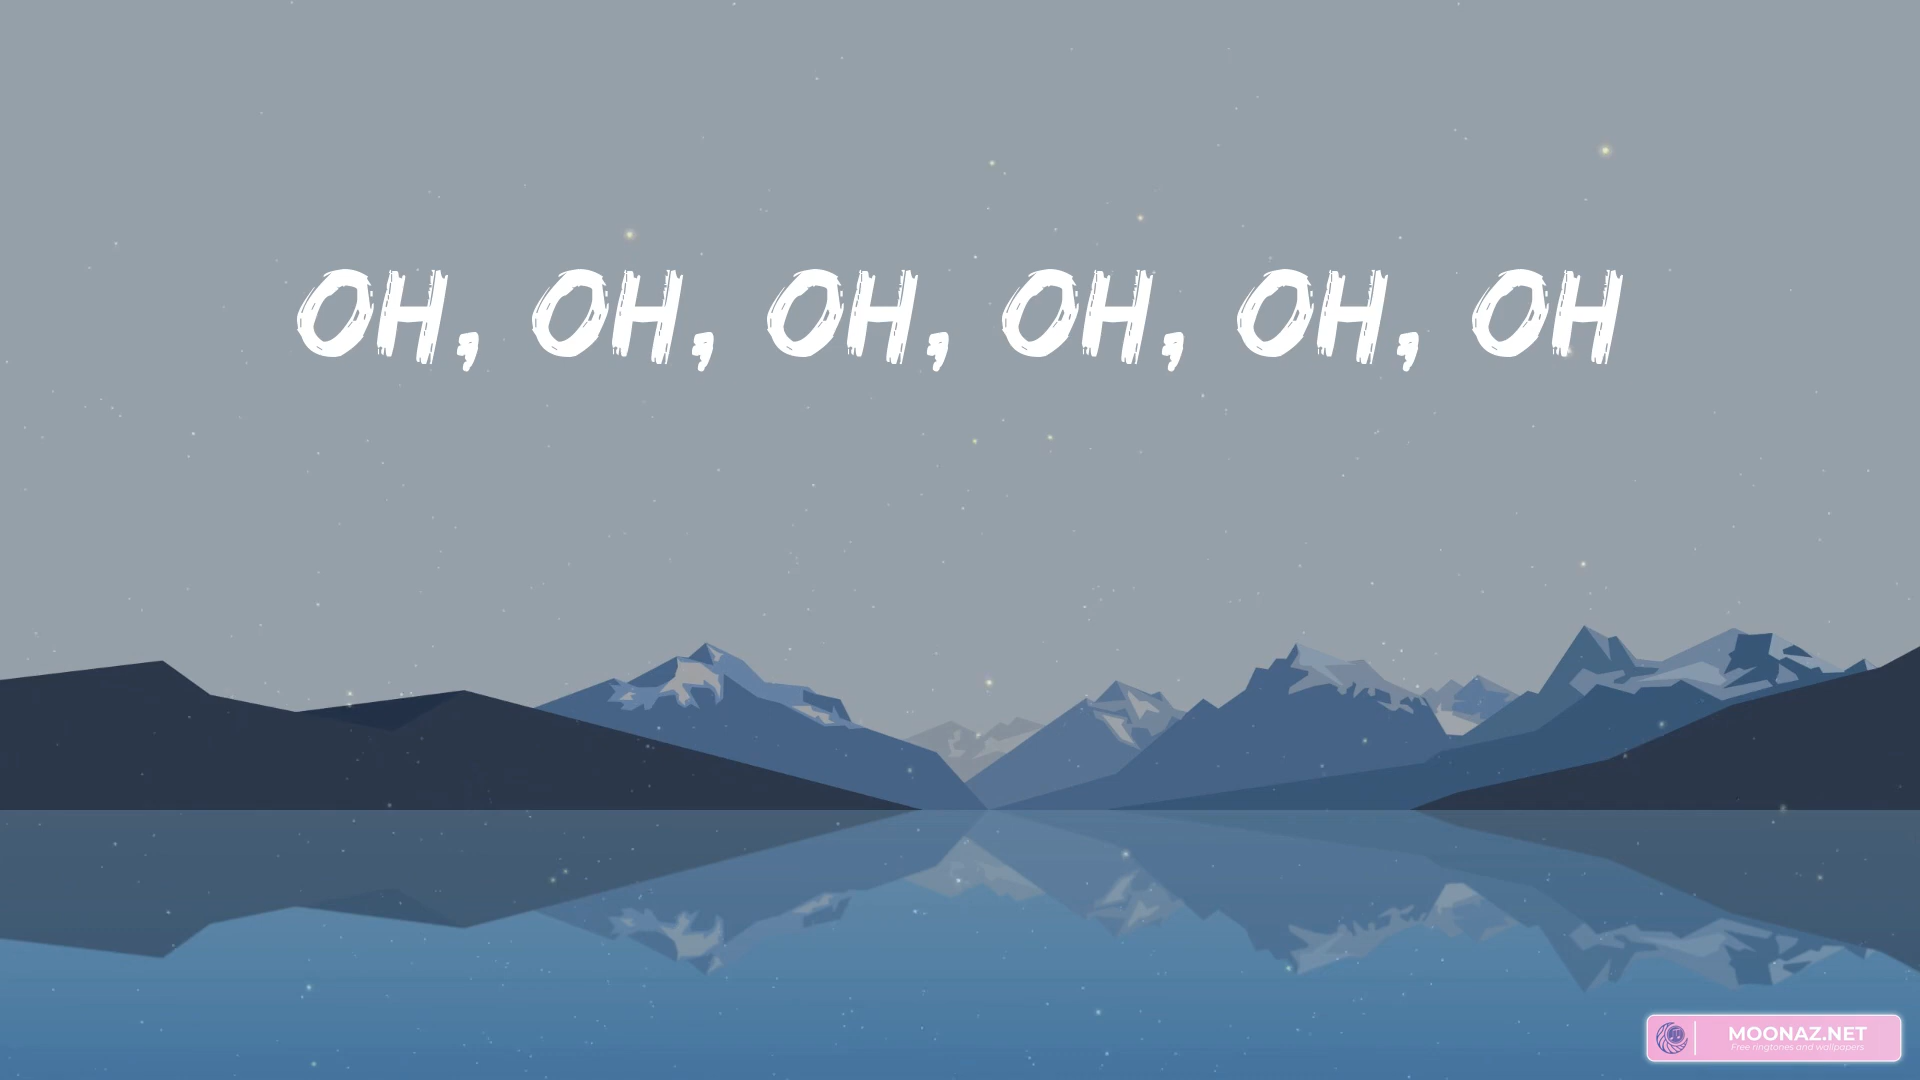 OH, OH, OH, OH, OH, OH
MOONAZ.NET
Free ringtones and wallpapers